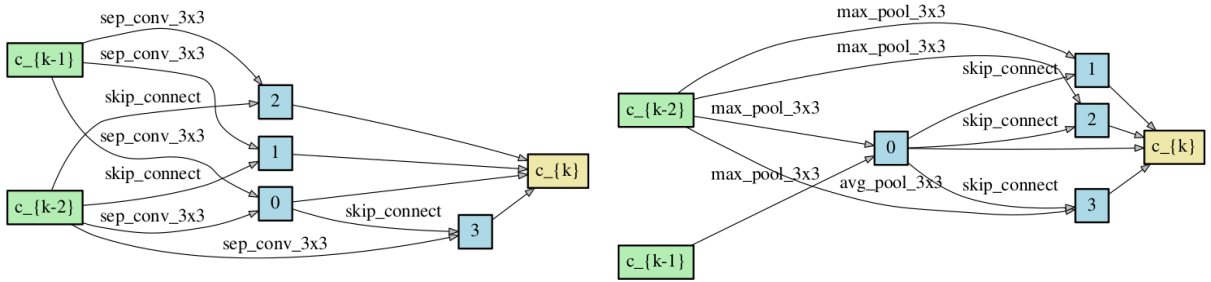 sep_conv_3x3
c_{k-1}
sep_conv_3x3
skip_connect
2
sep_conv_3x3
1
skip_connect
c_{k}
c_{k-2}
0
sep_conv_3x3
skip_connect
3
sep_conv_3x3
max_pool_3x3
max_pool_3x3
skip_connect
1
c_{k-2}
max_pool_3x3
skip_connect
2
0
c_{k}
max_pool_3x3
avg_pool_3x3
skip_connect
3
c_{k-1}